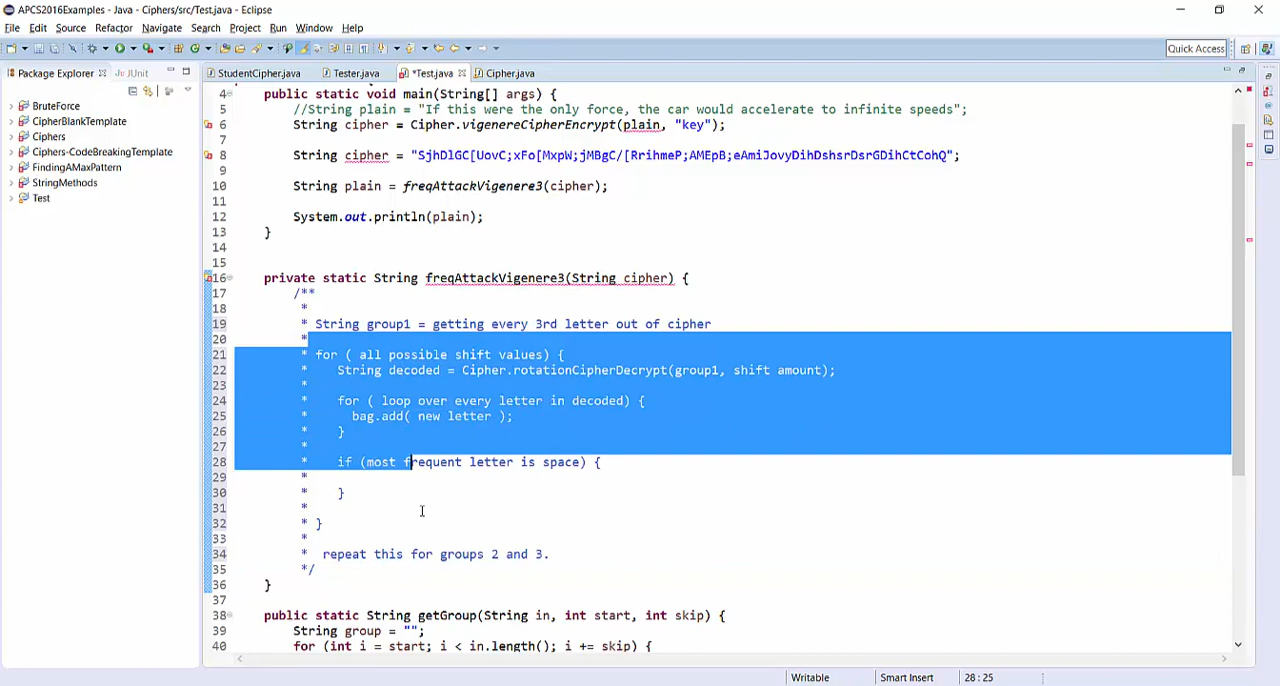 APCS2016Examples - Java - Ciphers/src/Test.java - Eclipse
File Edit Source Refactor Navigate Search Project Run Window Help
Quick Access
Package Explorer JUnit
StudentCipher.java Tester.java *Test.java Cipher.java
BruteForce
CipherBlankTemplate
Ciphers
Ciphers-CodeBreakingTemplate
FindingAMaxPattern
StringMethods
Test
4 public static void main(String[] args) {
5 //String plain = "If this were the only force, the car would accelerate to infinite speeds";
6 String cipher = Cipher.vigenereCipherEncrypt(plain, "key");
7
8 String cipher = "SjhDlGC[UovC;xFo[MxpW;jMBgC/[RrihmeP;AMEpB;eAmiJovyDihDshsrDsrGDihCtCohQ";
9
10 String plain = freqAttackVigenere3(cipher);
11
12 System.out.println(plain);
13 }
14
15
16 private static String freqAttackVigenere3(String cipher) {
17 /**
18 *
19 * String group1 = getting every 3rd letter out of cipher
20 *
21 * for ( all possible shift values) {
22 * String decoded = Cipher.rotationCipherDecrypt(group1, shift amount);
23 *
24 * for ( loop over every letter in decoded) {
25 * bag.add( new letter );
26 * }
27 *
28 * if (most frequent letter is space) {
29 *
30 * }
31 *
32 * }
33 *
34 * repeat this for groups 2 and 3.
35 */
36 }
37
38 public static String getGroup(String in, int start, int skip) {
39 String group = "";
40 for (int i = start; i < in.length(); i += skip) {
Writable Smart Insert 28 : 25